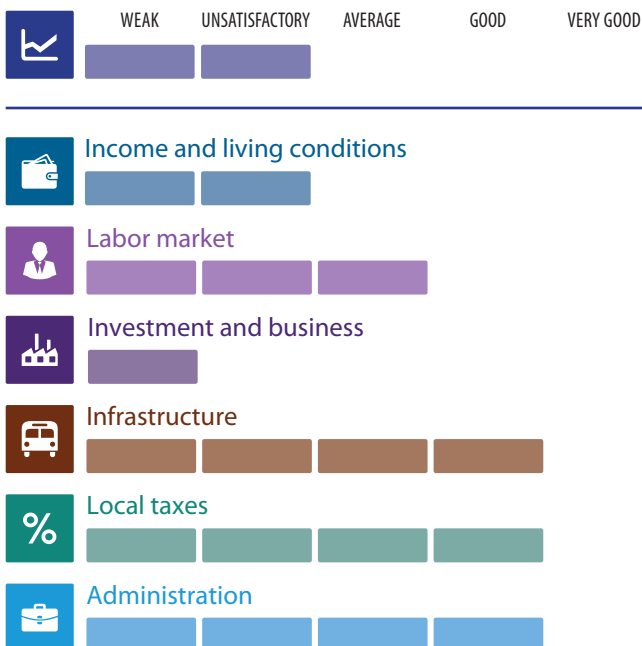 WEAK UNSATISFACTORY AVERAGE GOOD VERY GOOD
Income and living conditions
Labor market
Investment and business
Infrastructure
Local taxes
%
Administration